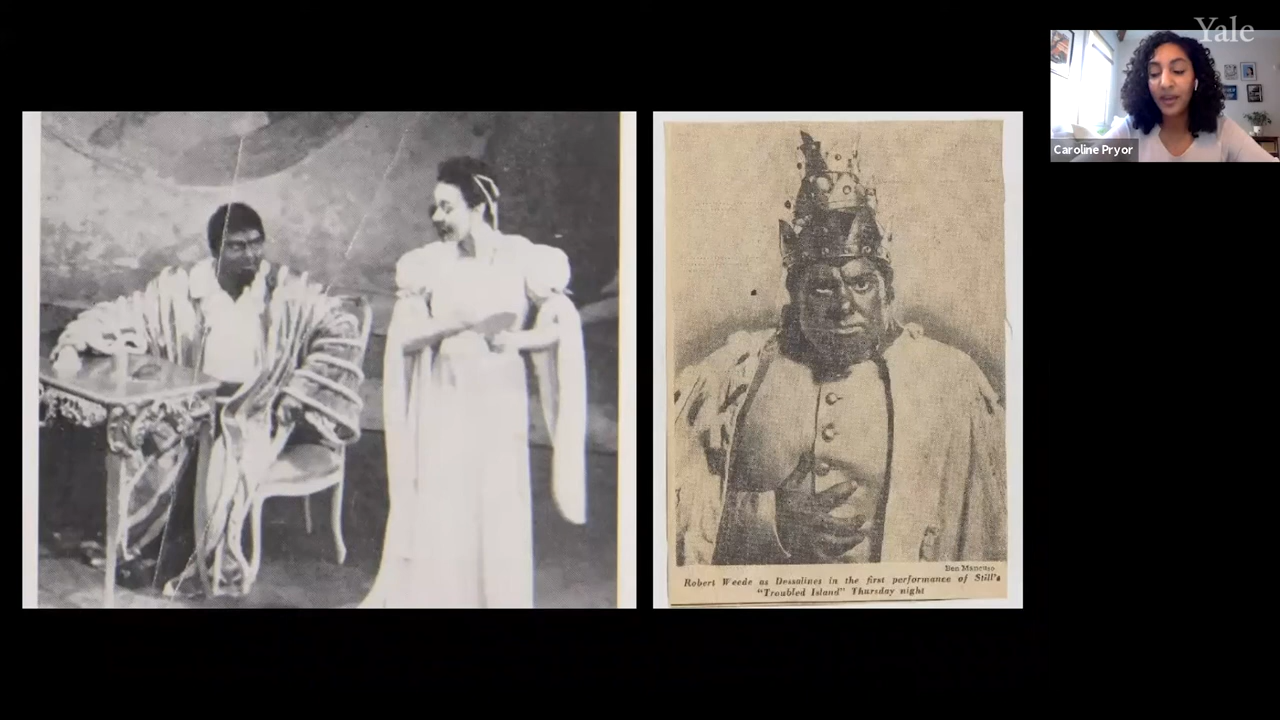 Yale
Caroline Pryor
Ben Mancuso
Robert Weede as Dessalines in the first performance of Still's
"Troubled Island" Thursday night